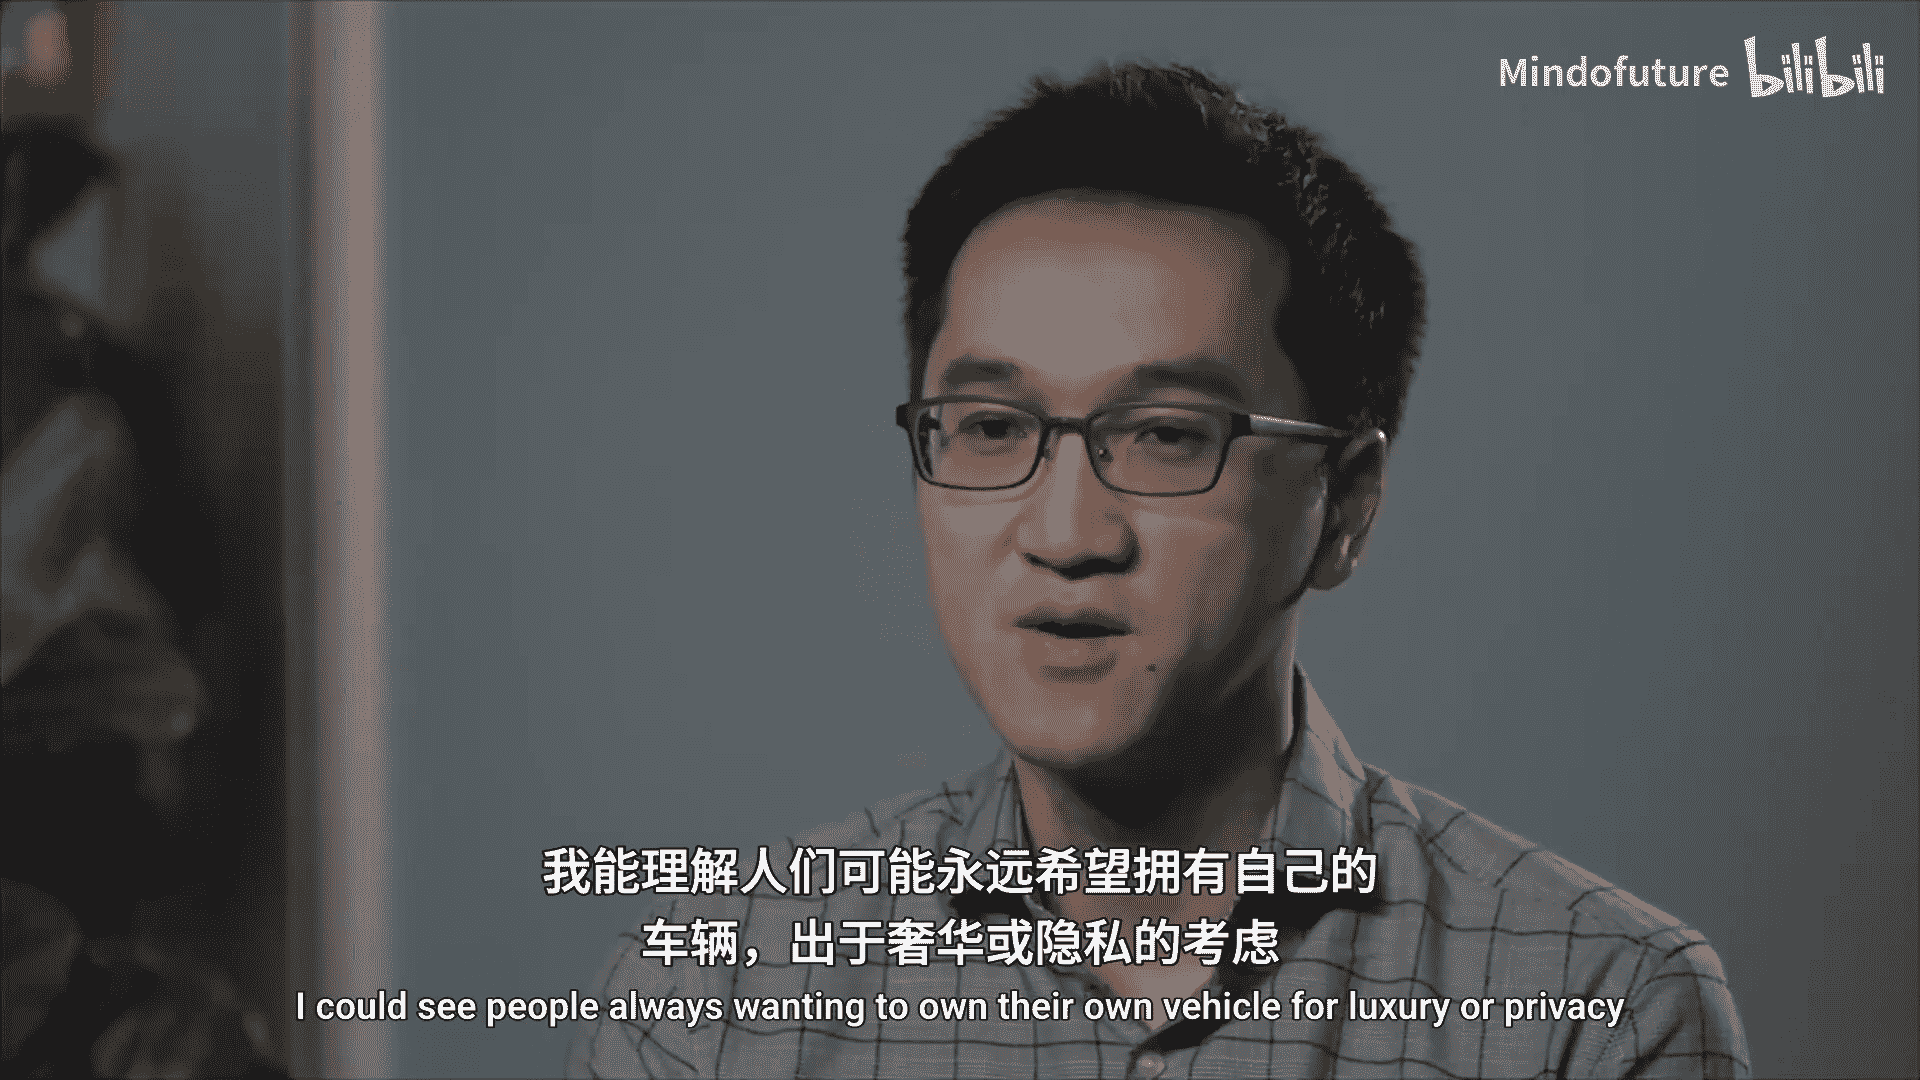 Mindofuture bilibili
我能理解人们可能永远希望拥有自己的
车辆，出于奢华或隐私的考虑
I could see people always wanting to own their own vehicle for luxury or privacy